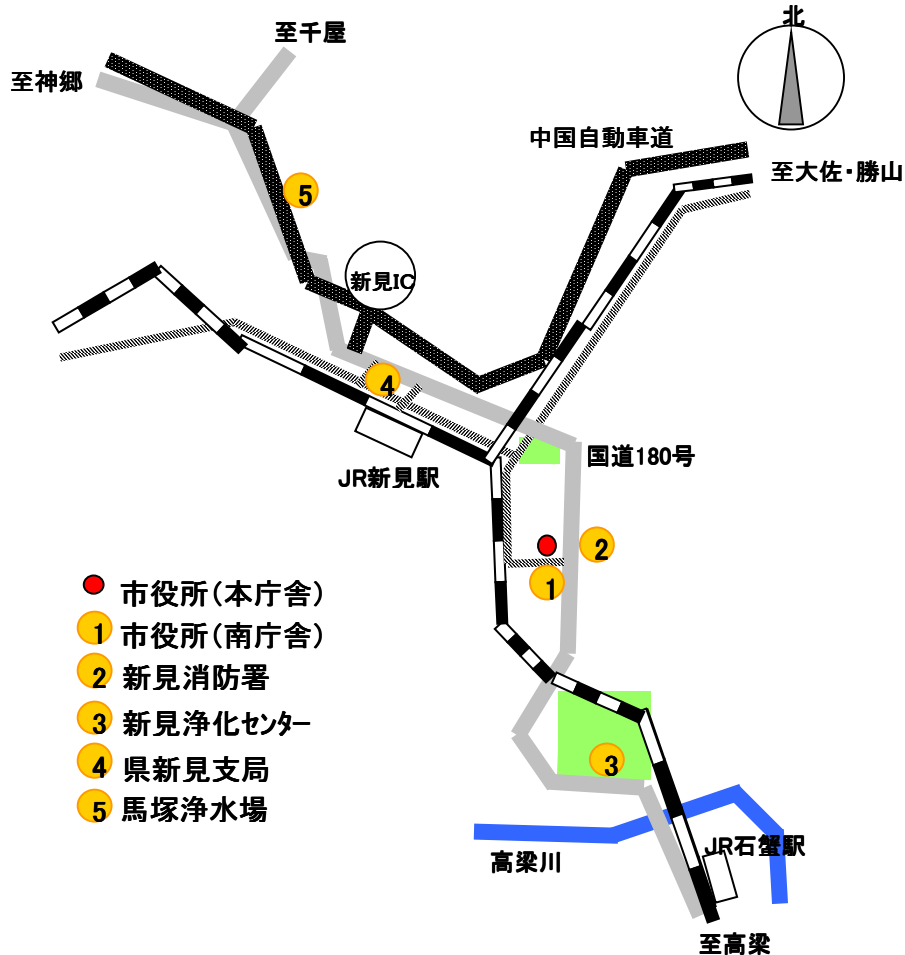 北
至千屋
至神郷
中国自動車道
至大佐・勝山
5
新見IC
4
国道180号
JR新見駅
2
1
市役所(本庁舎)
1 市役所(南庁舎)
2 新見消防署
3 新見浄化センター
4 県新見支局
5 馬塚浄水場
3
JR石蟹駅
高梁川
至高梁